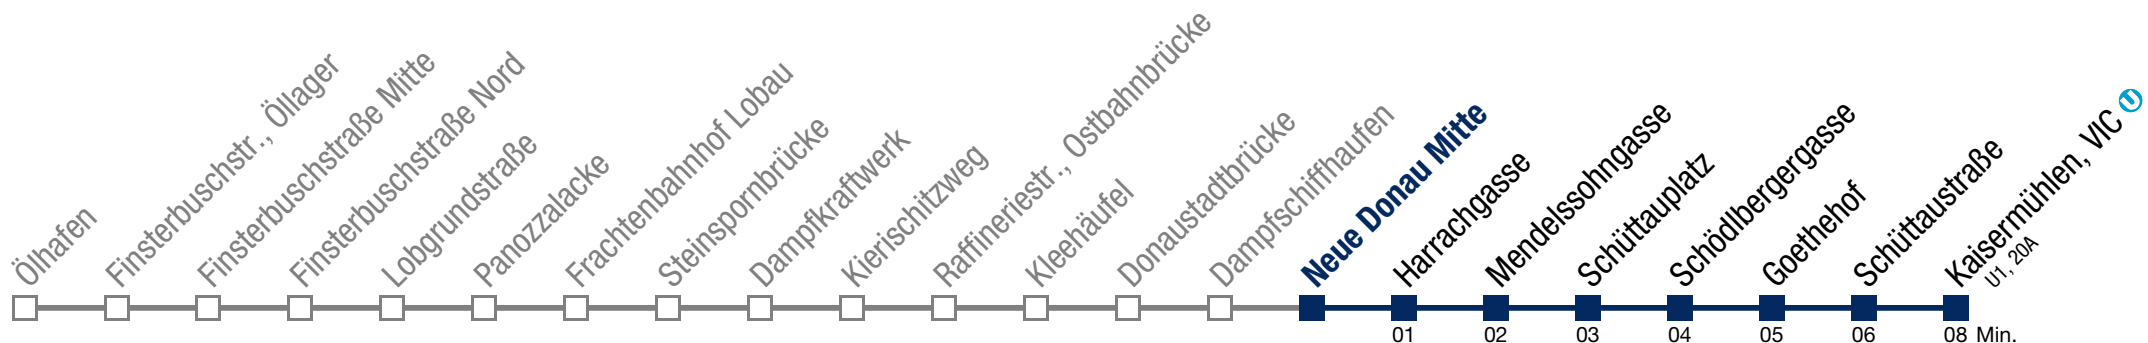 Ölhafen
Finsterbuschstr., Öllager
Finsterbuschstraße Mitte
Finsterbuschstraße Nord
Lobgrundstraße
Panozzalacke
Frachtenbahnhof Lobau
Steinspornbrücke
Dampfkraftwerk
Kierischitzweg
Raffineriestr., Ostbahnbrücke
Kleehäufel
Donaustadtbrücke
Dampfschiffhaufen
Neue Donau Mitte
Harrachgasse
Mendelssohngasse
Schüttauplatz
Schödlbergergasse
Goethehof
Schüttaustraße
Kaisermühlen, VIC U
U1, 20A
01 02 03 04 05 06 08 Min.